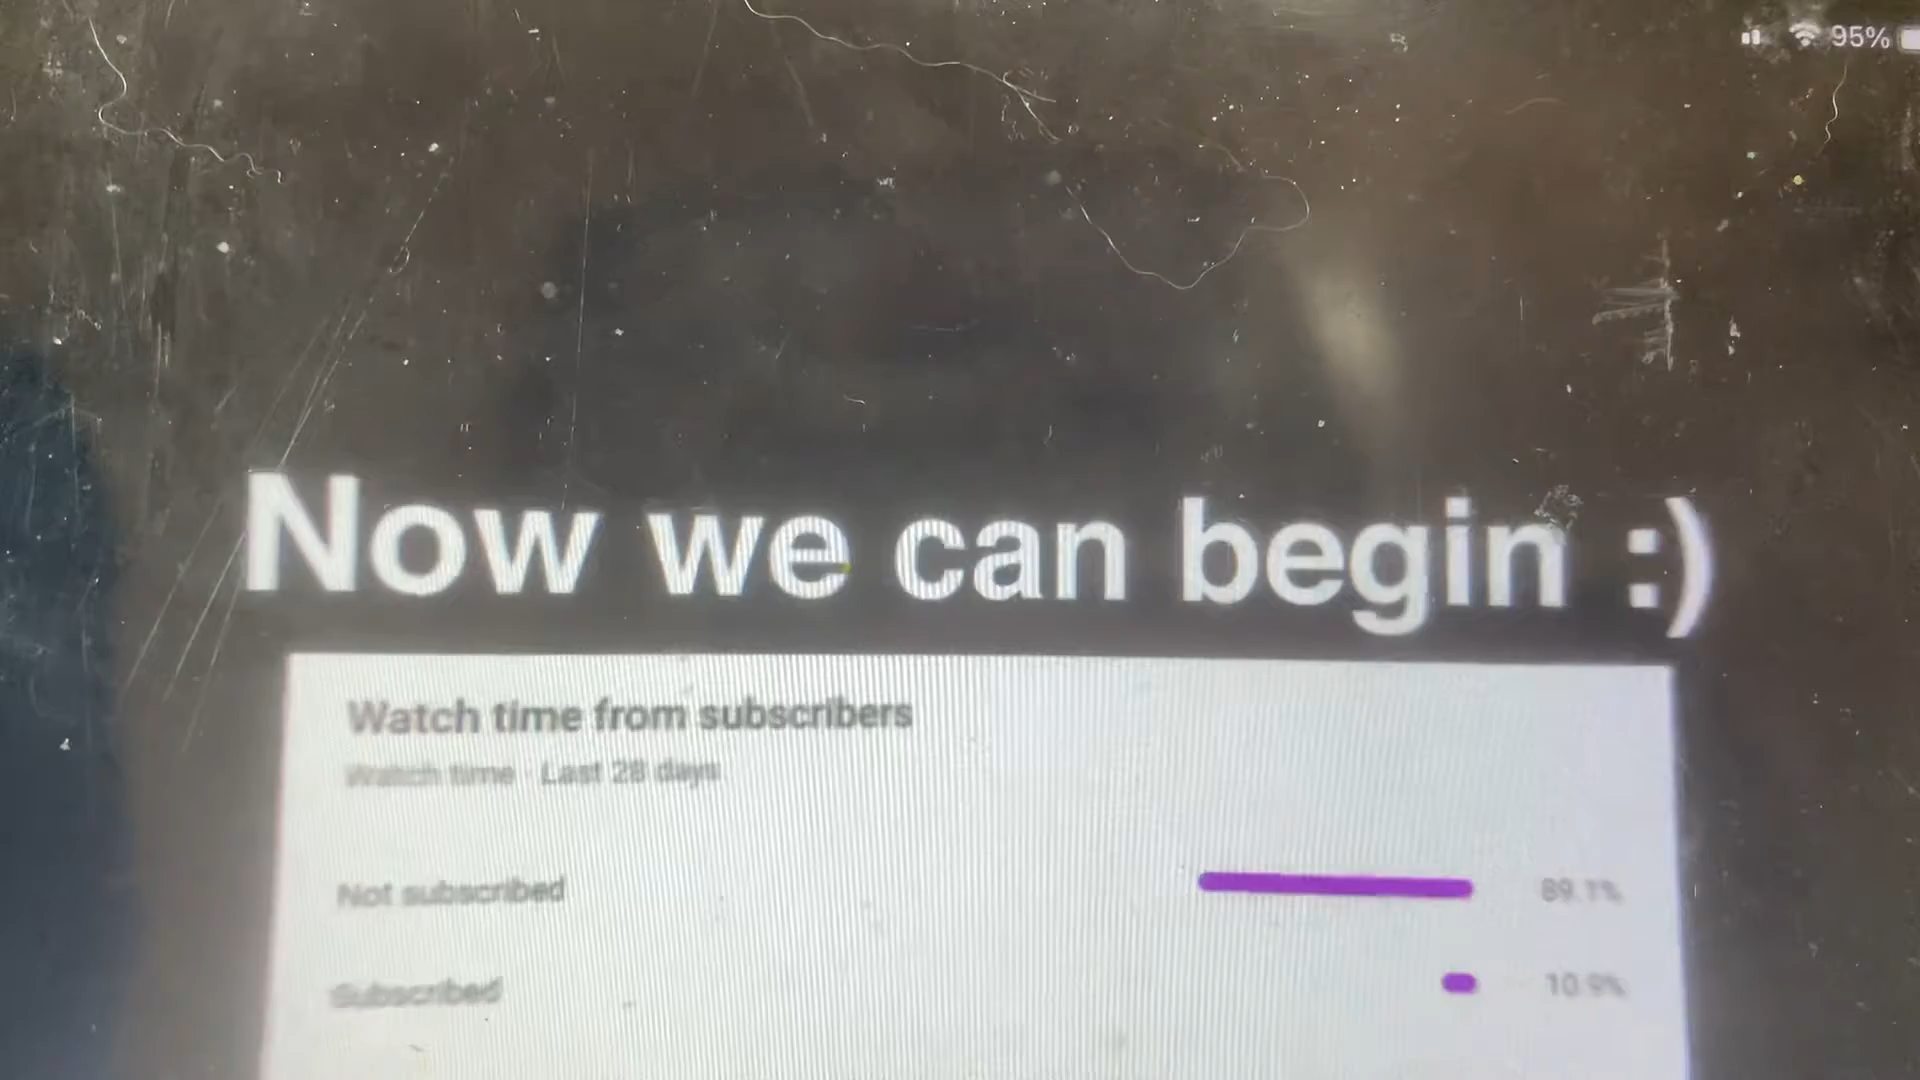 95%
Now we can begin :)
Watch time from subscribers
Watch time · Last 28 days
Not subscribed
89.1%
Subscribed
10.9%